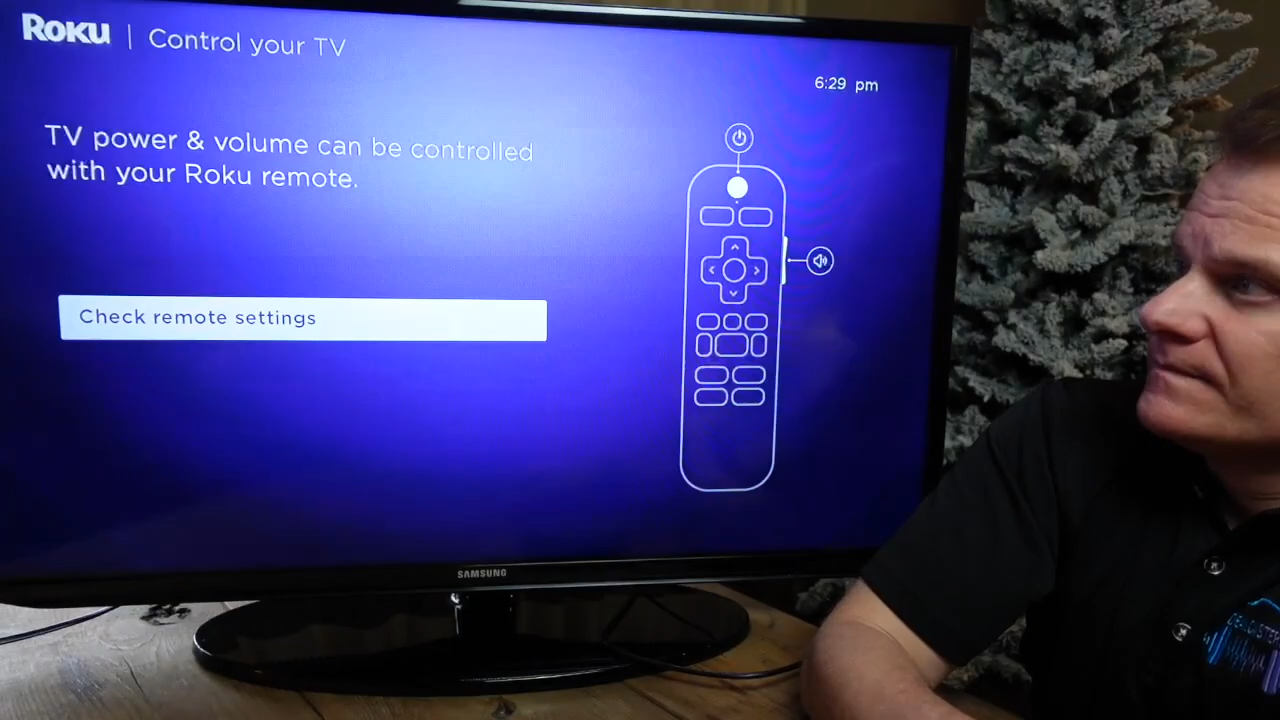 Roku | Control your TV
6:29 pm
TV power & volume can be controlled
with your Roku remote.
Check remote settings
SAMSUNG